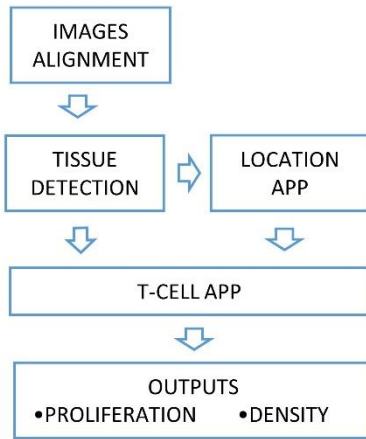 IMAGES
ALIGNMENT
TISSUE
DETECTION
LOCATION
APP
T-CELL APP
OUTPUTS
•PROLIFERATION •DENSITY